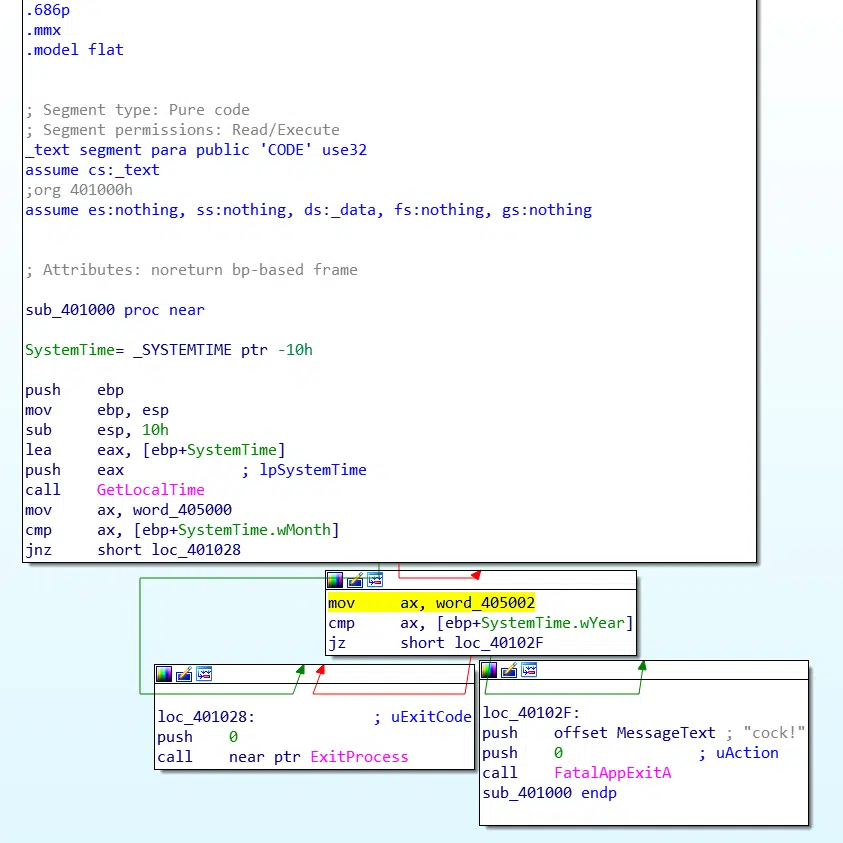 .686p
.mmx
.model flat
; Segment type: Pure code
; Segment permissions: Read/Execute
_text segment para public 'CODE' use32
assume cs:_text
;org 401000h
assume es:nothing, ss:nothing, ds:_data, fs:nothing, gs:nothing
; Attributes: noreturn bp-based frame
sub_401000 proc near
SystemTime= _SYSTEMTIME ptr -10h
push    ebp
mov     ebp, esp
sub     esp, 10h
lea     eax, [ebp+SystemTime]
push    eax             ; lpSystemTime
call    GetLocalTime
mov     ax, word_405000
cmp     ax, [ebp+SystemTime.wMonth]
jnz     short loc_401028
mov     ax, word_405002
cmp     ax, [ebp+SystemTime.wYear]
jz      short loc_40102F
loc_401028:             ; uExitCode
push    0
call    near ptr ExitProcess
loc_40102F:
push    offset MessageText ; "cock!"
push    0               ; uAction
call    FatalAppExitA
sub_401000 endp